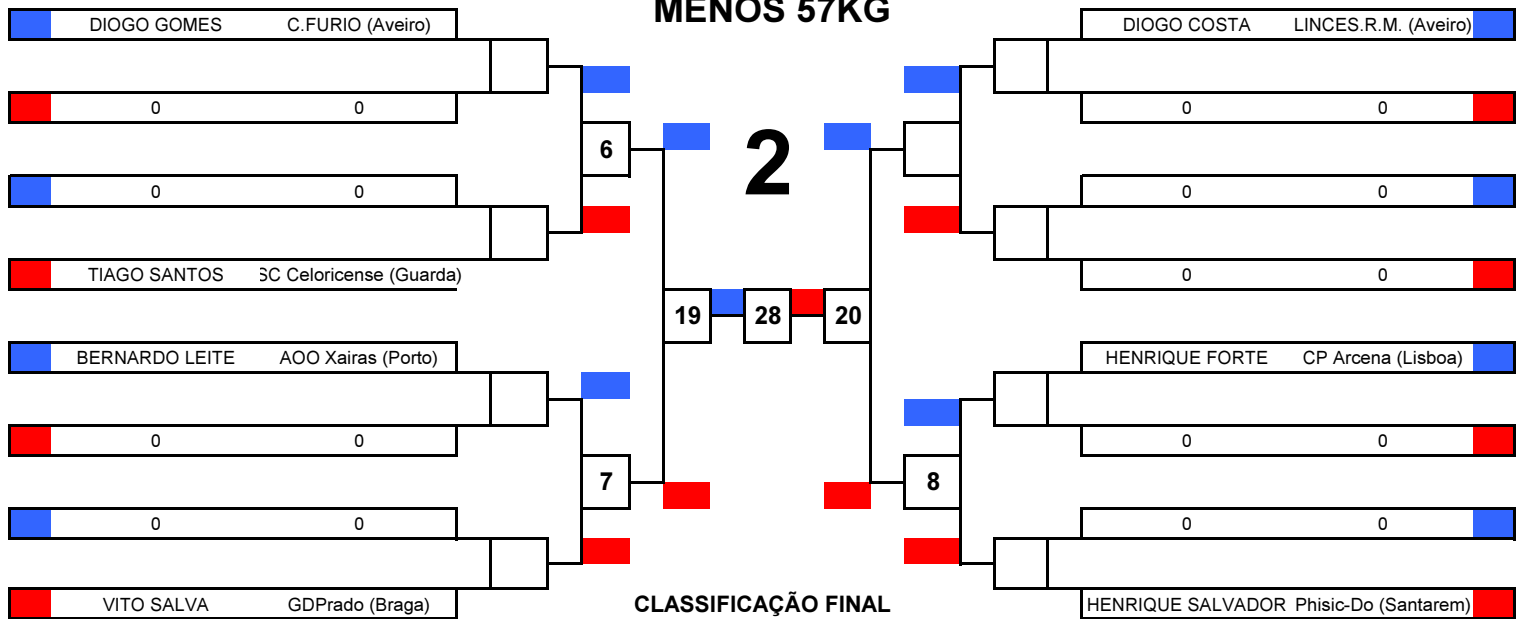 MENOS 57KG
DIOGO GOMES C.FURIO (Aveiro)
0 0
6
0 0
TIAGO SANTOS SC Celoricense (Guarda)
BERNARDO LEITE AOO Xairas (Porto)
0 0
7
0 0
VITO SALVA GDPrado (Braga)
2
19 28 20
DIOGO COSTA LINCES.R.M. (Aveiro)
0 0
0 0
0 0
HENRIQUE FORTE CP Arcena (Lisboa)
0 0
8
0 0
HENRIQUE SALVADOR Phisic-Do (Santarem)
CLASSIFICAÇÃO FINAL